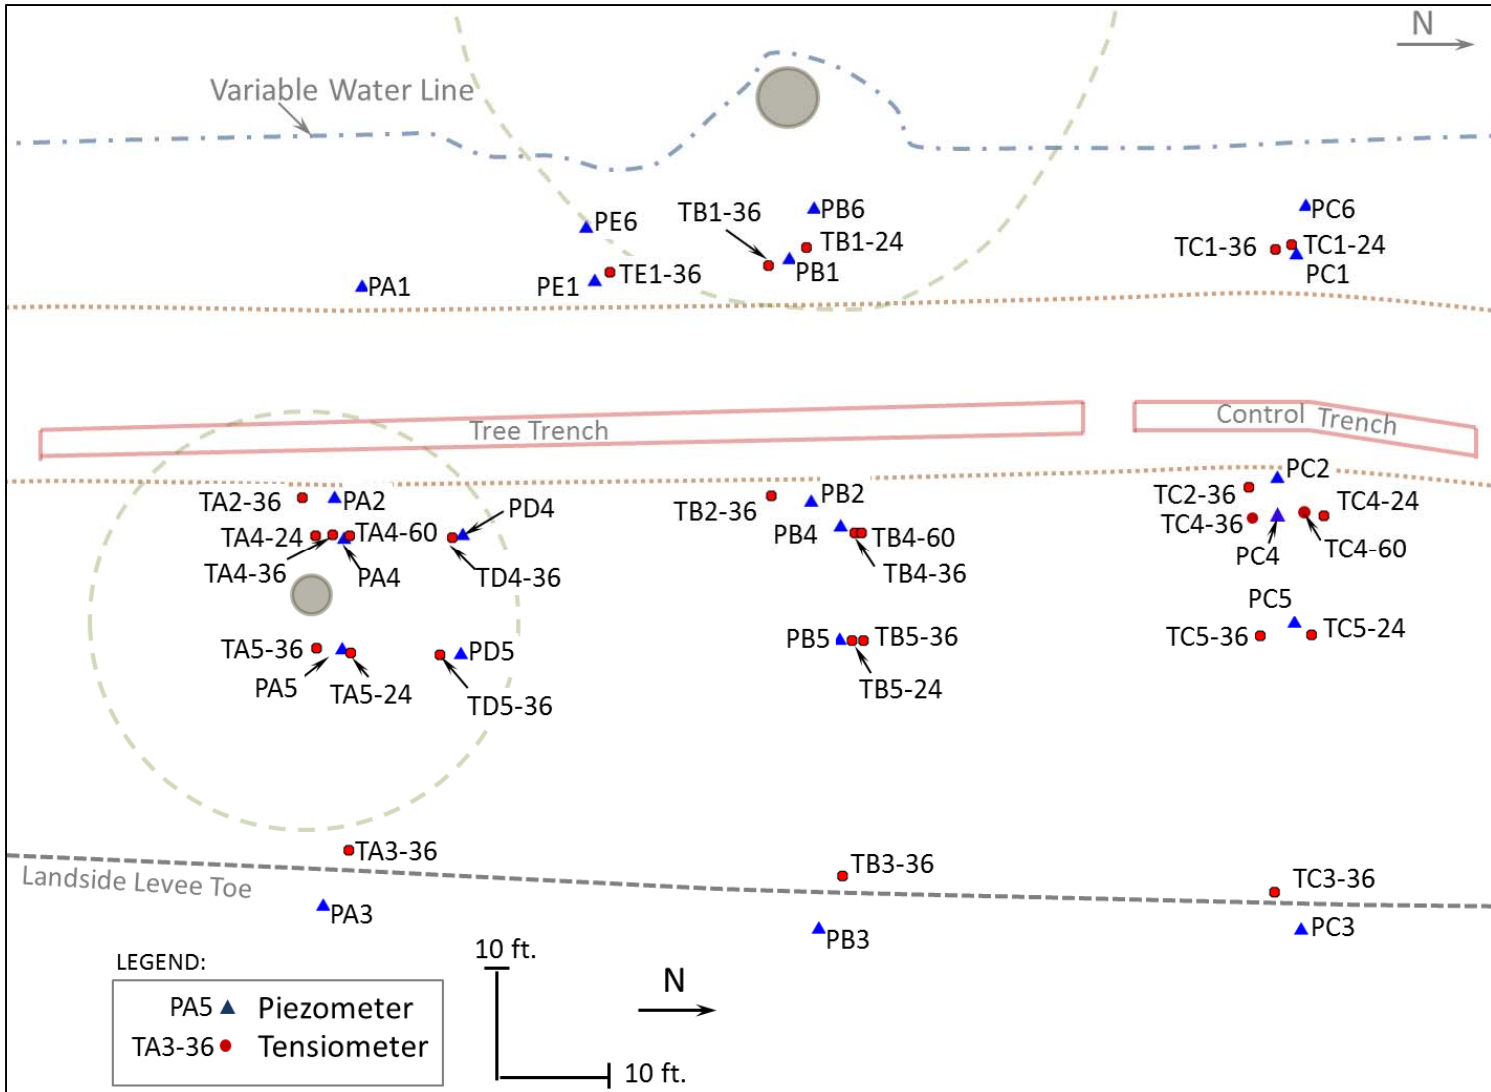 N
Variable Water Line
TB1-36
PB6
PC6
PE6
TB1-24
TC1-36
TC1-24
PA1
PE1
TE1-36
PB1
PC1
Tree Trench
Control Trench
TA2-36
PA2
PD4
TB2-36
PB2
PC2
TC2-36
TC4-24
TA4-24
TA4-60
PB4
TB4-60
TC4-36
TA4-36
PA4
TD4-36
TB4-36
PC4
TC4-60
PC5
TA5-36
PD5
PB5
TB5-36
TC5-36
TC5-24
PA5
TA5-24
TD5-36
TB5-24
TA3-36
TB3-36
TC3-36
Landside Levee Toe
PA3
PB3
PC3
LEGEND:
PA5 Piezometer
TA3-36 Tensiometer
10 ft.
N
10 ft.